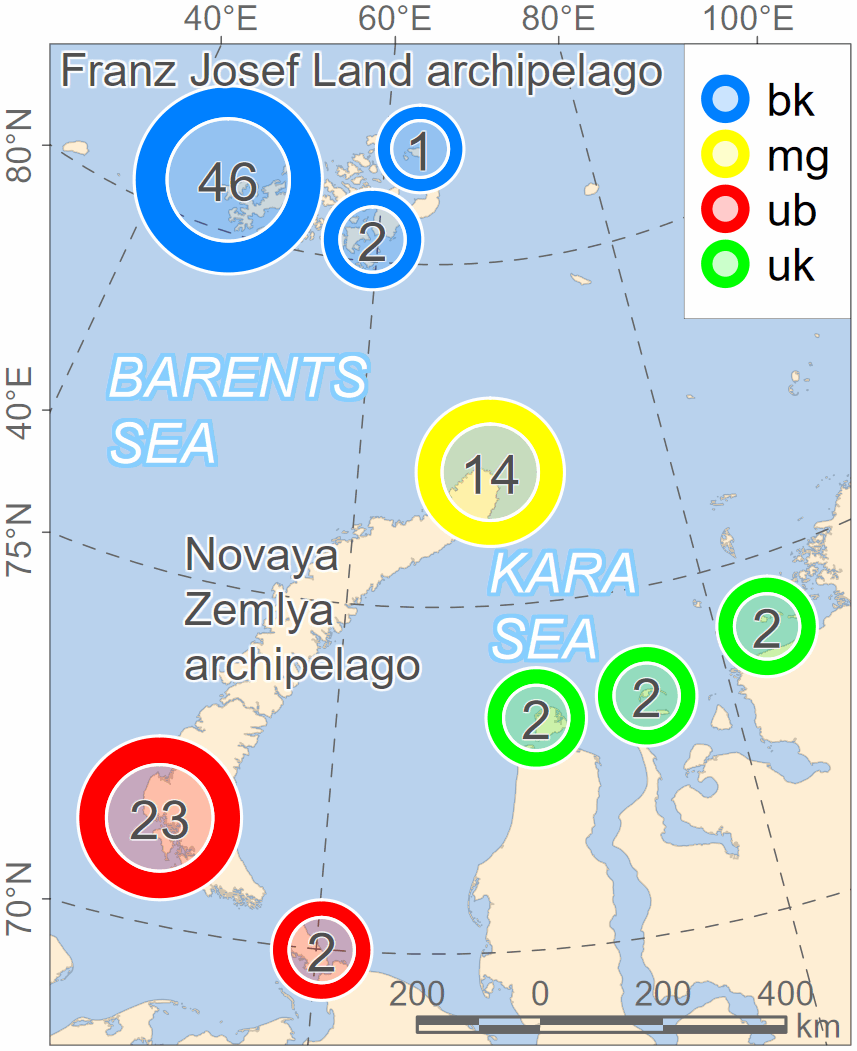 40°E 60°E 80°E 100°E
Franz Josef Land archipelago
80°N
bk
mg
ub
uk
46
1
2
BARENTS
SEA
40°E
14
75°N
Novaya
Zemlya
archipelago
KARA
SEA
2
2
2
23
70°N
2
200 0 200 400
km